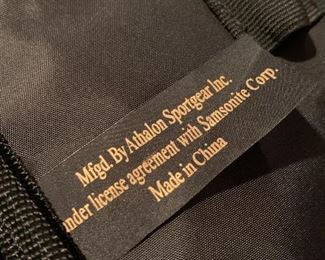 Mfgd. By Athalon Sportgear Inc.
under license agreement with Samsonite Corp.
Made in China